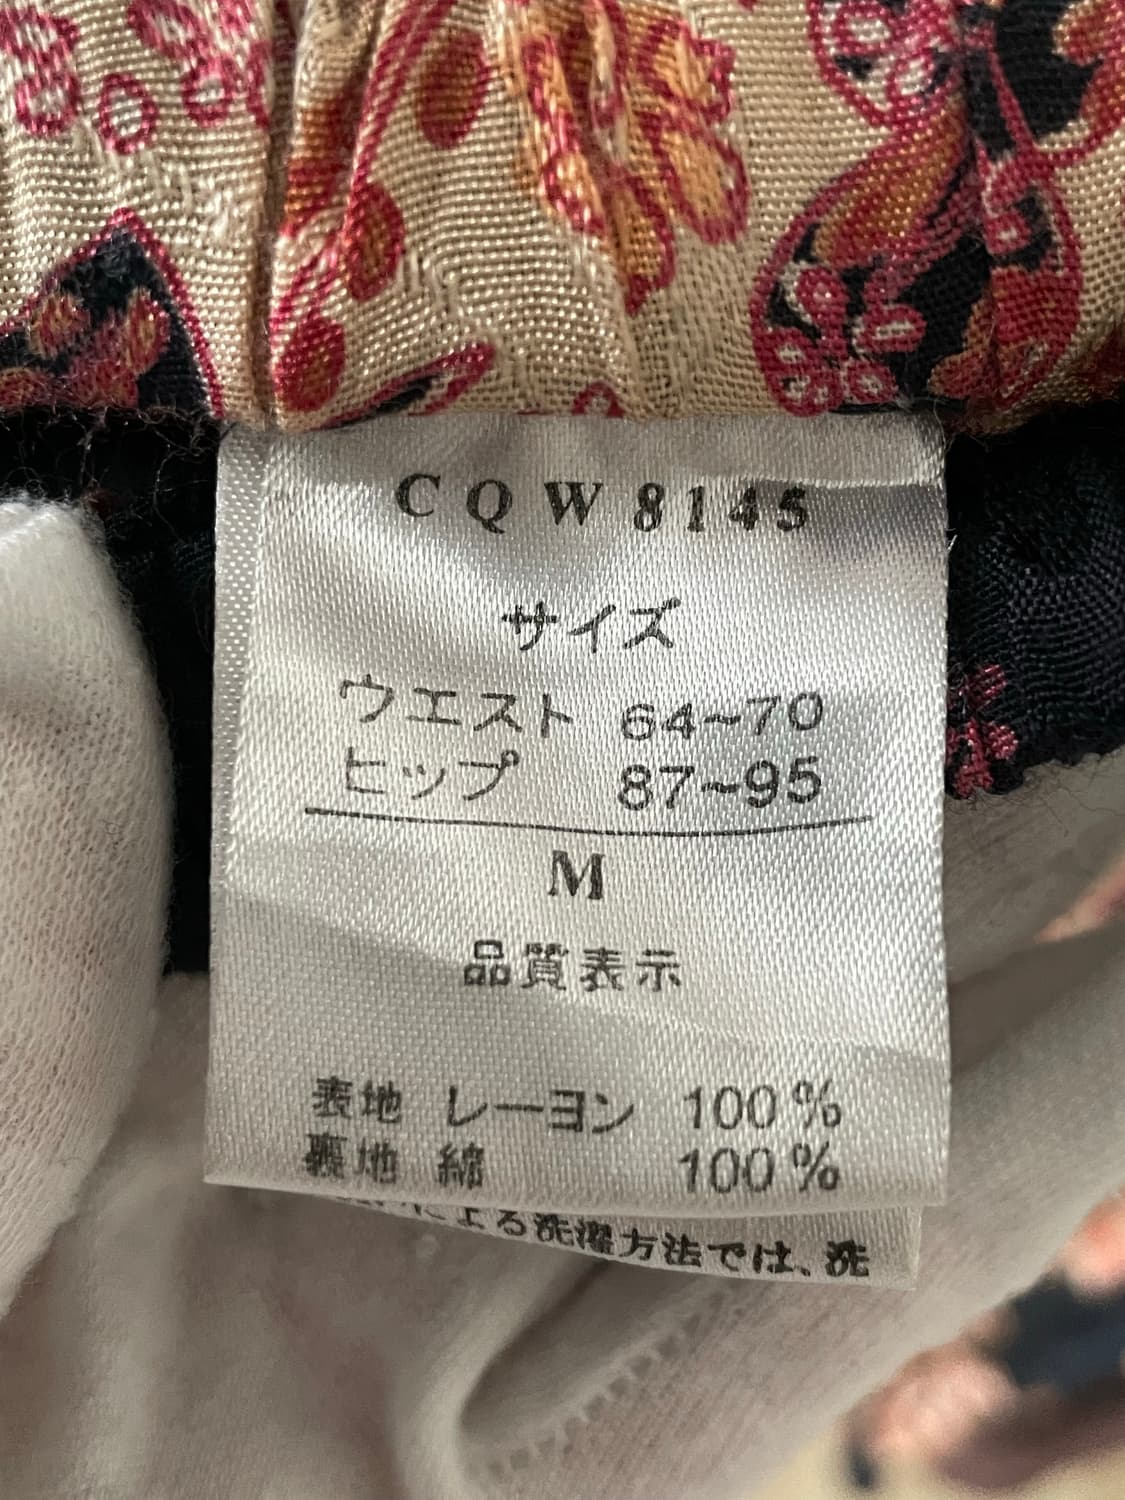 CQW8145
サイズ
ウエスト 64~70
ヒップ 87~95
M
品質表示
表地 レーヨン 100%
裏地 綿 100%
による洗濯方法では、洗